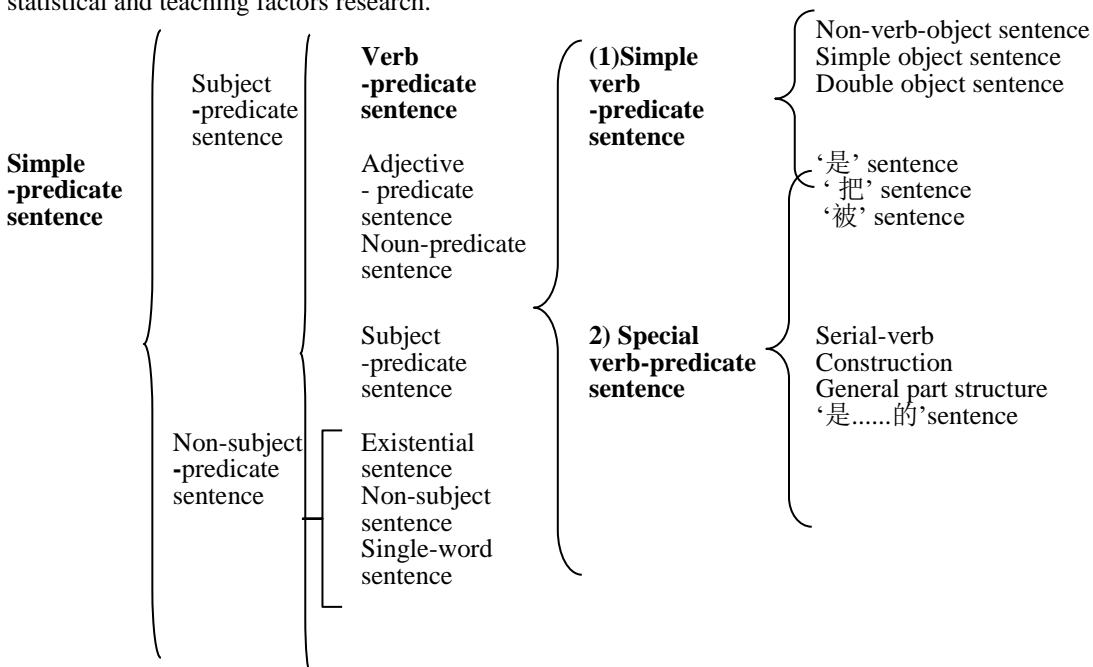 statistical and teaching factors research.
Simple
-predicate
sentence
Subject
-predicate
sentence
Non-subject
-predicate
sentence
Verb
-predicate
sentence
Adjective
- predicate
sentence
Noun-predicate
sentence
Subject
-predicate
sentence
Existential
sentence
Non-subject
sentence
Single-word
sentence
(1)Simple
verb
-predicate
sentence
2) Special
verb-predicate
sentence
Non-verb-object sentence
Simple object sentence
Double object sentence
‘是’ sentence
‘ 把’ sentence
‘被’ sentence
Serial-verb
Construction
General part structure
‘是......的’sentence